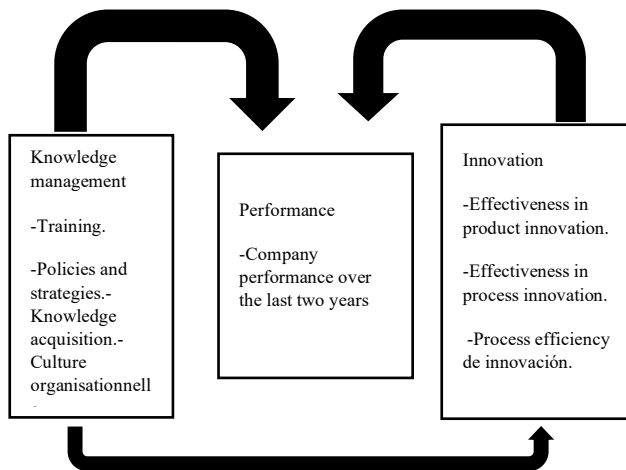 Knowledge
management
-Training.
-Policies and
strategies.-
Knowledge
acquisition.-
Culture
organisationnell
Performance
-Company
performance over
the last two years
Innovation
-Effectiveness in
product innovation.
-Effectiveness in
process innovation.
-Process efficiency
de innovación.